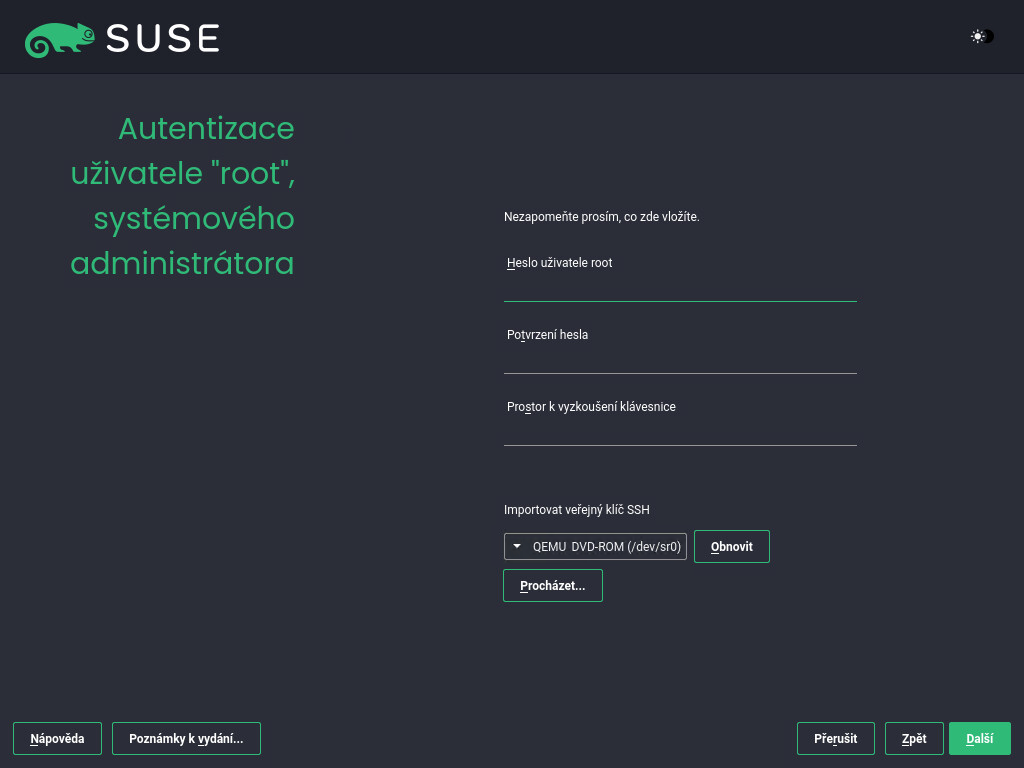 SUSE
Autentizace
uživatele "root",
systémového
administrátora
Nezapomeňte prosím, co zde vložíte.
Heslo uživatele root
Potvrzení hesla
Prostor k vyzkoušení klávesnice
Importovat veřejný klíč SSH
QEMU DVD-ROM (/dev/sr0) Obnovit
Procházet...
Nápověda Poznámky k vydání... Přerušit Zpět Další